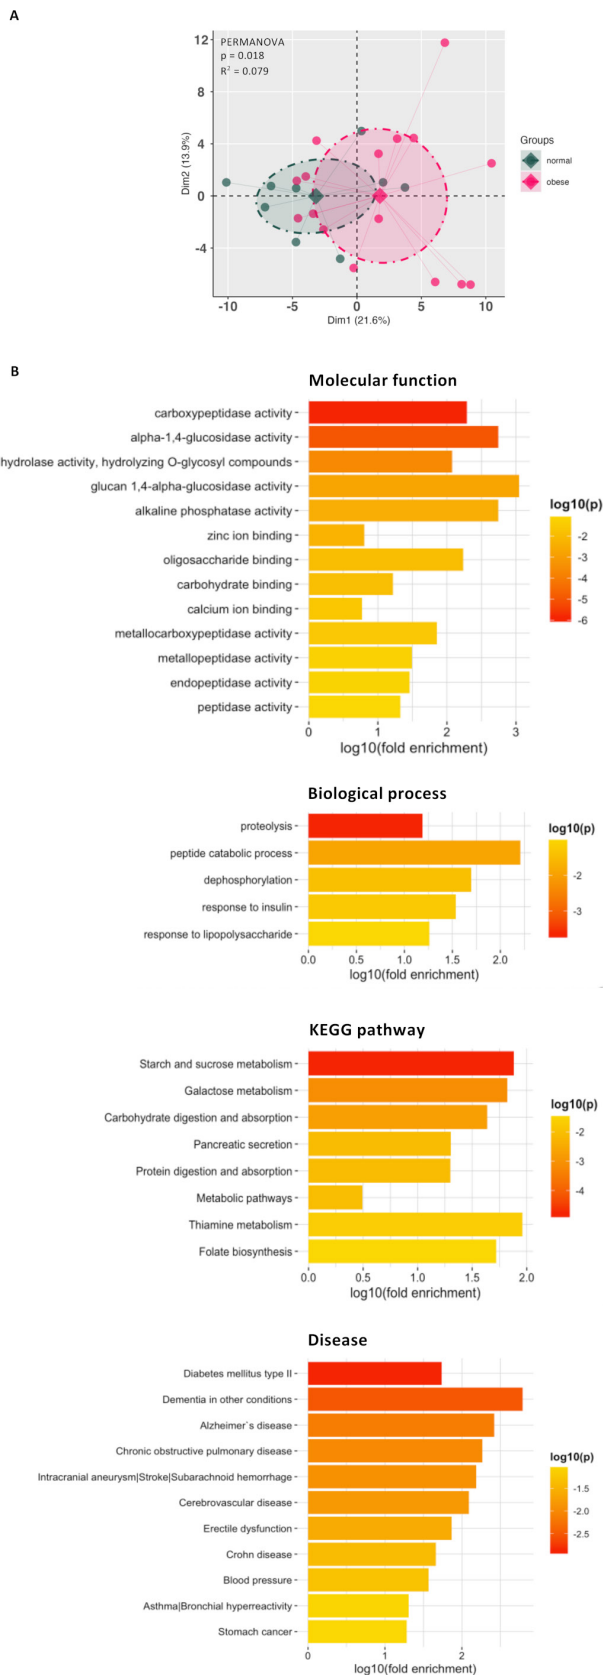 A
PERMANOVA
p = 0.018
R² = 0.079
12
8
4
0
-4
Dim2 (13.9%)
-10 -5 0 5 10
Dim1 (21.6%)
Groups
normal
obese
B
Molecular function
carboxypeptidase activity
alpha-1,4-glucosidase activity
hydrolase activity, hydrolyzing O-glycosyl compounds
glucan 1,4-alpha-glucosidase activity
alkaline phosphatase activity
zinc ion binding
oligosaccharide binding
carbohydrate binding
calcium ion binding
metallocarboxypeptidase activity
metallopeptidase activity
endopeptidase activity
peptidase activity
0 1 2 3
log10(fold enrichment)
log10(p)
-2
-3
-4
-5
-6
Biological process
proteolysis
peptide catabolic process
dephosphorylation
response to insulin
response to lipopolysaccharide
0.0 0.5 1.0 1.5 2.0
log10(fold enrichment)
log10(p)
-2
-3
KEGG pathway
Starch and sucrose metabolism
Galactose metabolism
Carbohydrate digestion and absorption
Pancreatic secretion
Protein digestion and absorption
Metabolic pathways
Thiamine metabolism
Folate biosynthesis
0.0 0.5 1.0 1.5 2.0
log10(fold enrichment)
log10(p)
-2
-3
-4
Disease
Diabetes mellitus type II
Dementia in other conditions
Alzheimer`s disease
Chronic obstructive pulmonary disease
Intracranial aneurysm|Stroke|Subarachnoid hemorrhage
Cerebrovascular disease
Erectile dysfunction
Crohn disease
Blood pressure
Asthma|Bronchial hyperreactivity
Stomach cancer
0 1 2
log10(fold enrichment)
log10(p)
-1.5
-2.5